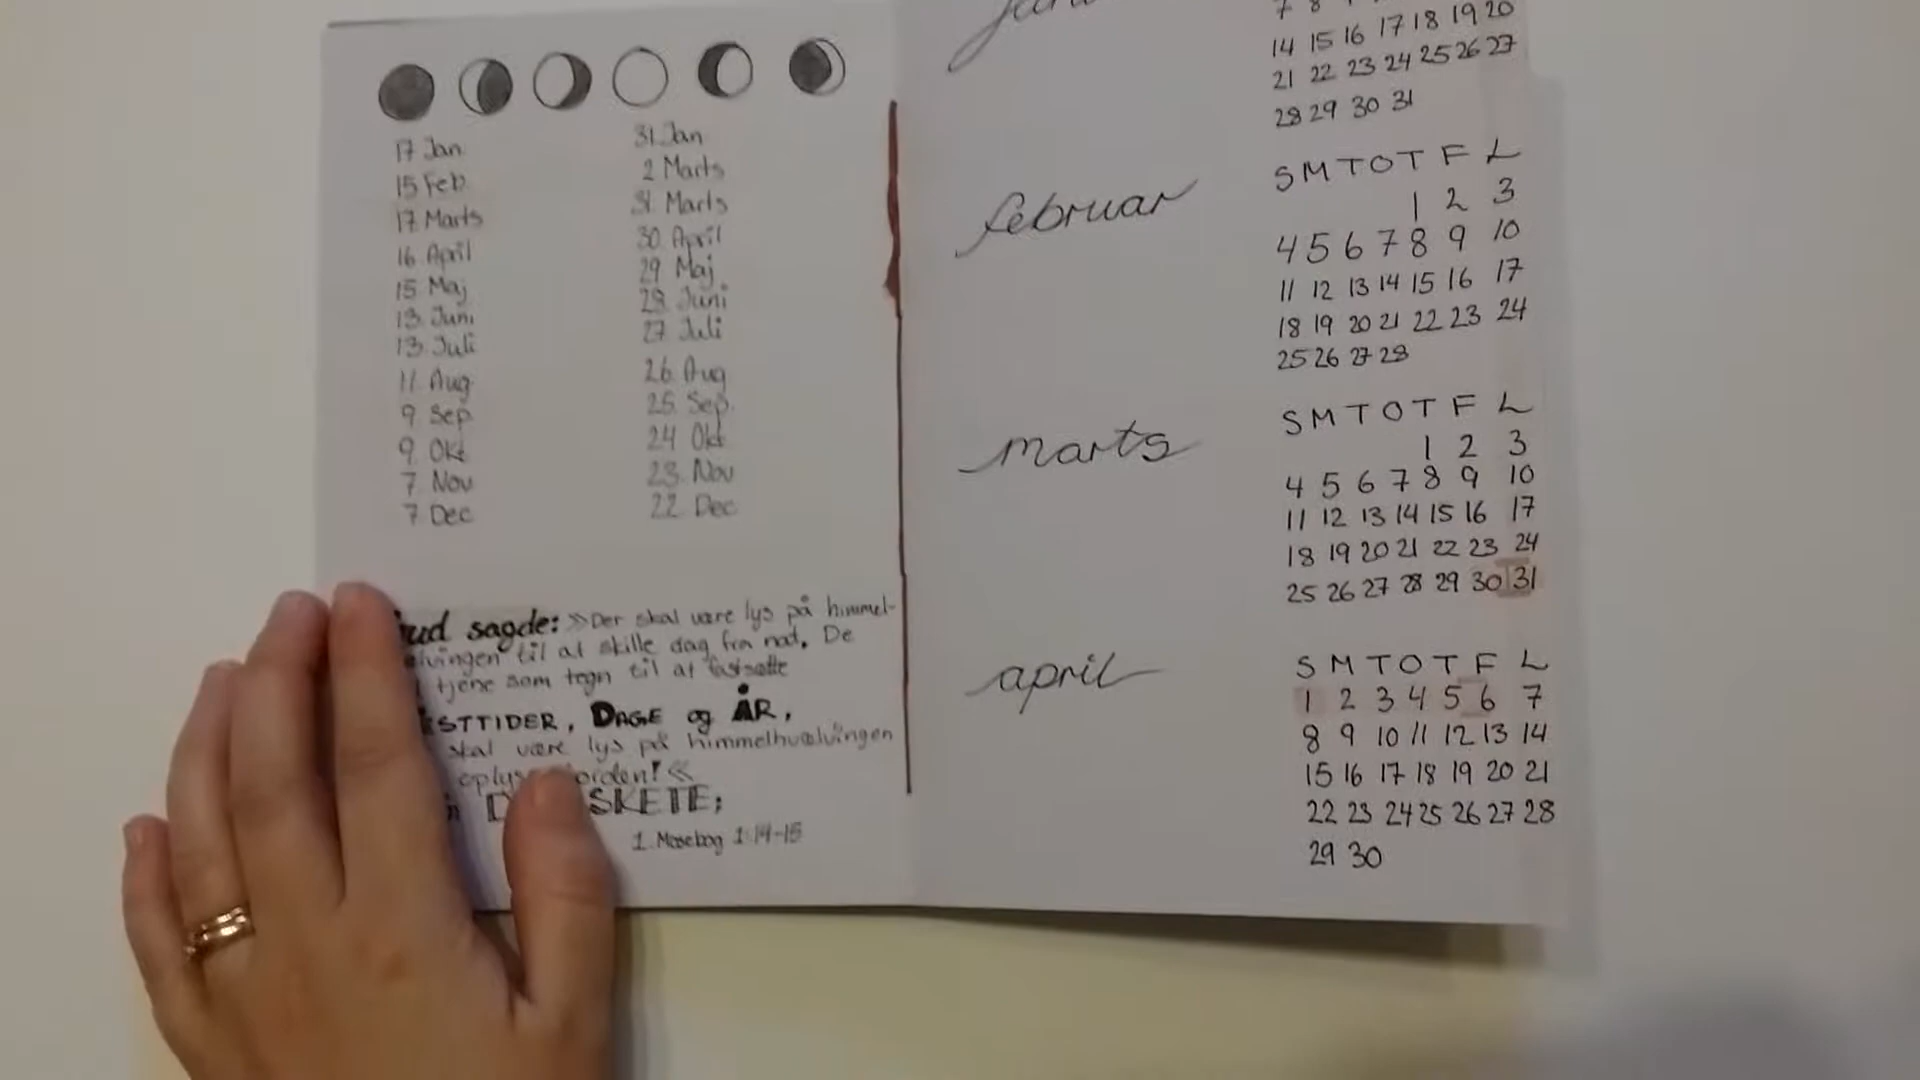 17 Jan
15 Feb.
17 Marts
16 April
15 Maj
13. Juni
13. Juli
11. Aug
9 Sep.
9. Okt.
7. Nov
7 Dec
31. Jan
2 Marts
31. Marts
30. April
29 Maj
28. Juni
27 Juli
26. Aug
25. Sep.
24 Okt
23. Nov
22. Dec
sagde: »Der skal være lys på himmel-
til at skille dag fra nat. De
tjene som tegn til at fastsætte
DAGE og ÅR,
skal være lys på himmelhvælvingen
SKETE;
1. Mosebog 1:14-15
14 15 16 17 18 19 20
21 22 23 24 25 26 27
28 29 30 31
februar
S M T O T F L
1 2 3
4 5 6 7 8 9 10
11 12 13 14 15 16 17
18 19 20 21 22 23 24
25 26 27 28
marts
S M T O T F L
1 2 3
4 5 6 7 8 9 10
11 12 13 14 15 16 17
18 19 20 21 22 23 24
25 26 27 28 29 30 31
april
S M T O T F L
1 2 3 4 5 6 7
8 9 10 11 12 13 14
15 16 17 18 19 20 21
22 23 24 25 26 27 28
29 30